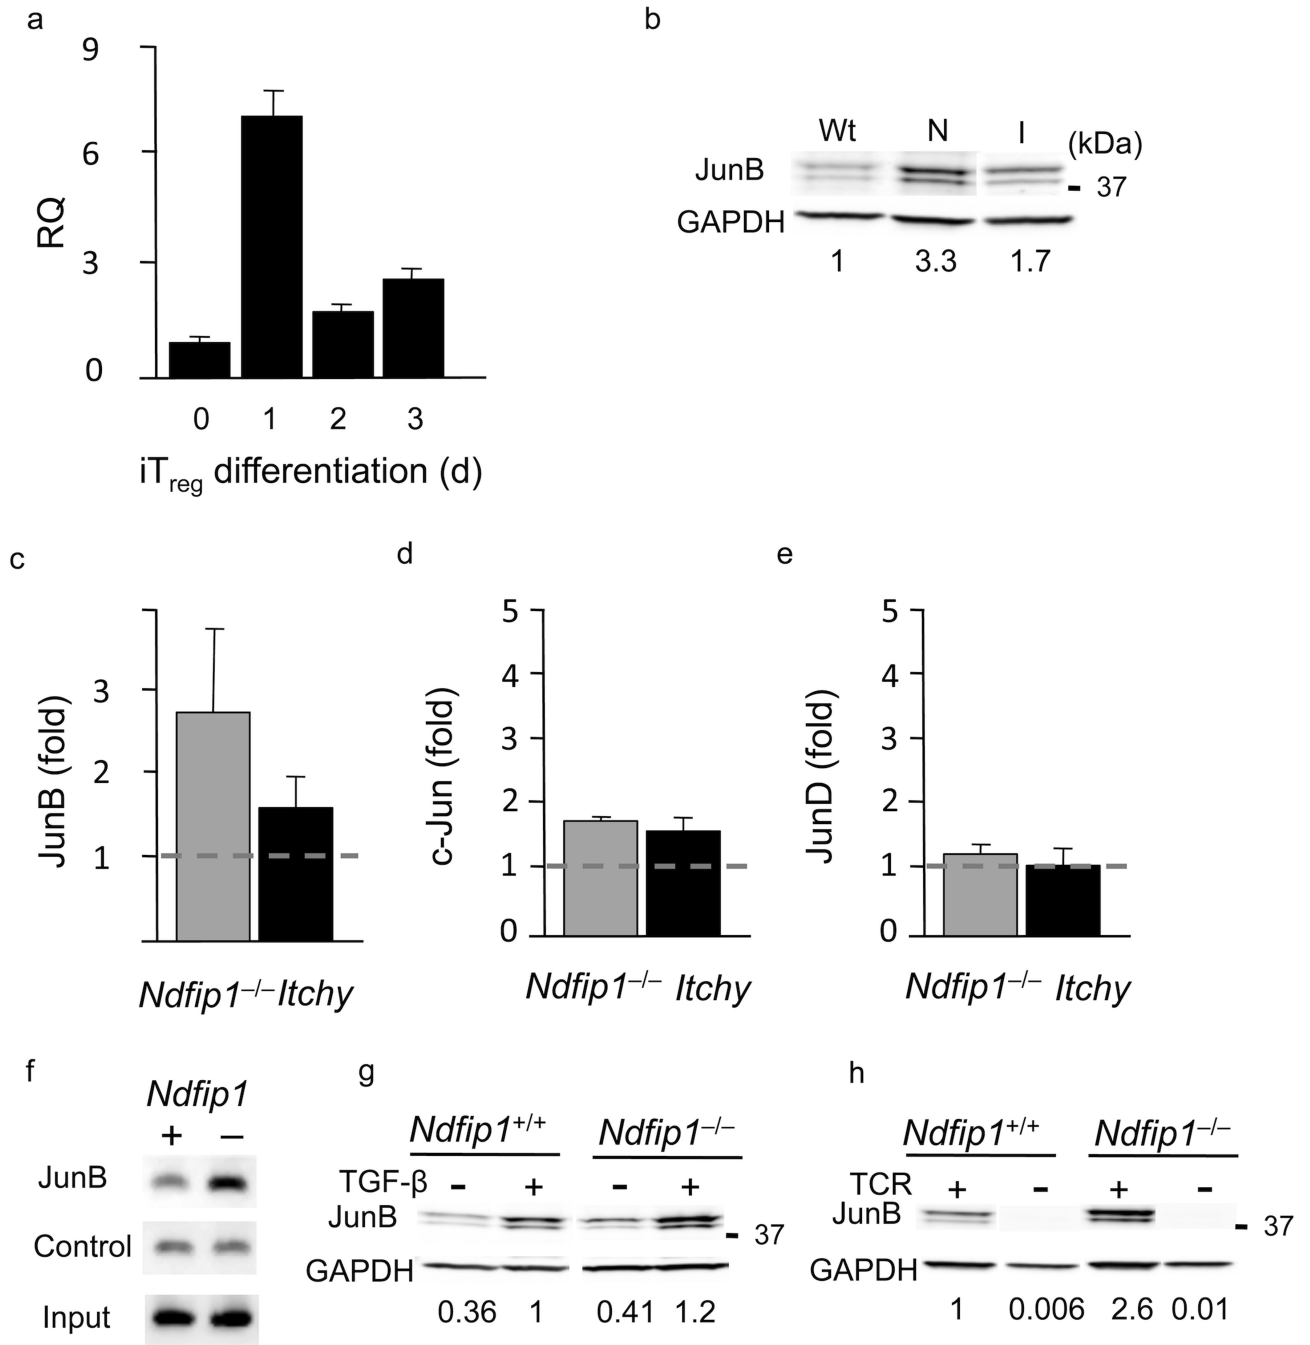 a
9
6
3
0
RQ
0 1 2 3
iTreg differentiation (d)
b
Wt N I (kDa)
JunB
37
GAPDH
1 3.3 1.7
c
3
2
1
JunB (fold)
Ndfip1–/– Itchy
d
5
4
3
2
1
0
c-Jun (fold)
Ndfip1–/– Itchy
e
5
4
3
2
1
0
JunD (fold)
Ndfip1–/– Itchy
f
Ndfip1
+ –
JunB
Control
Input
g
Ndfip1+/+ Ndfip1–/–
TGF-β - + - +
JunB
37
GAPDH
0.36 1 0.41 1.2
h
Ndfip1+/+ Ndfip1–/–
TCR + - + -
JunB
37
GAPDH
1 0.006 2.6 0.01